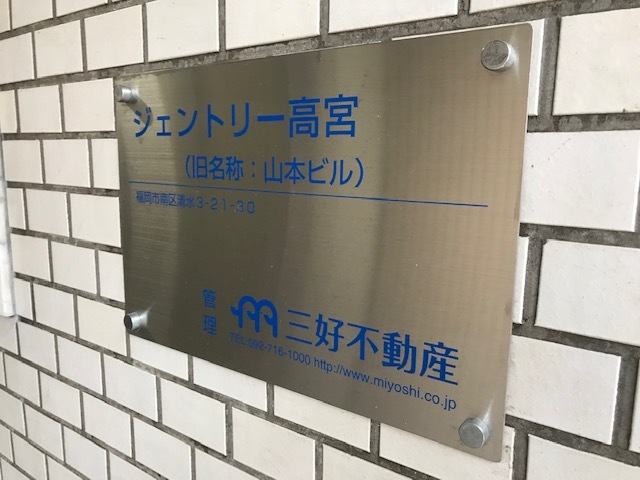 ジェントリー高宮
（旧名称：山本ビル）
福岡市南区清水3-21-30
管理 三好不動産
TEL:092-716-1000 http://www.miyoshi.co.jp